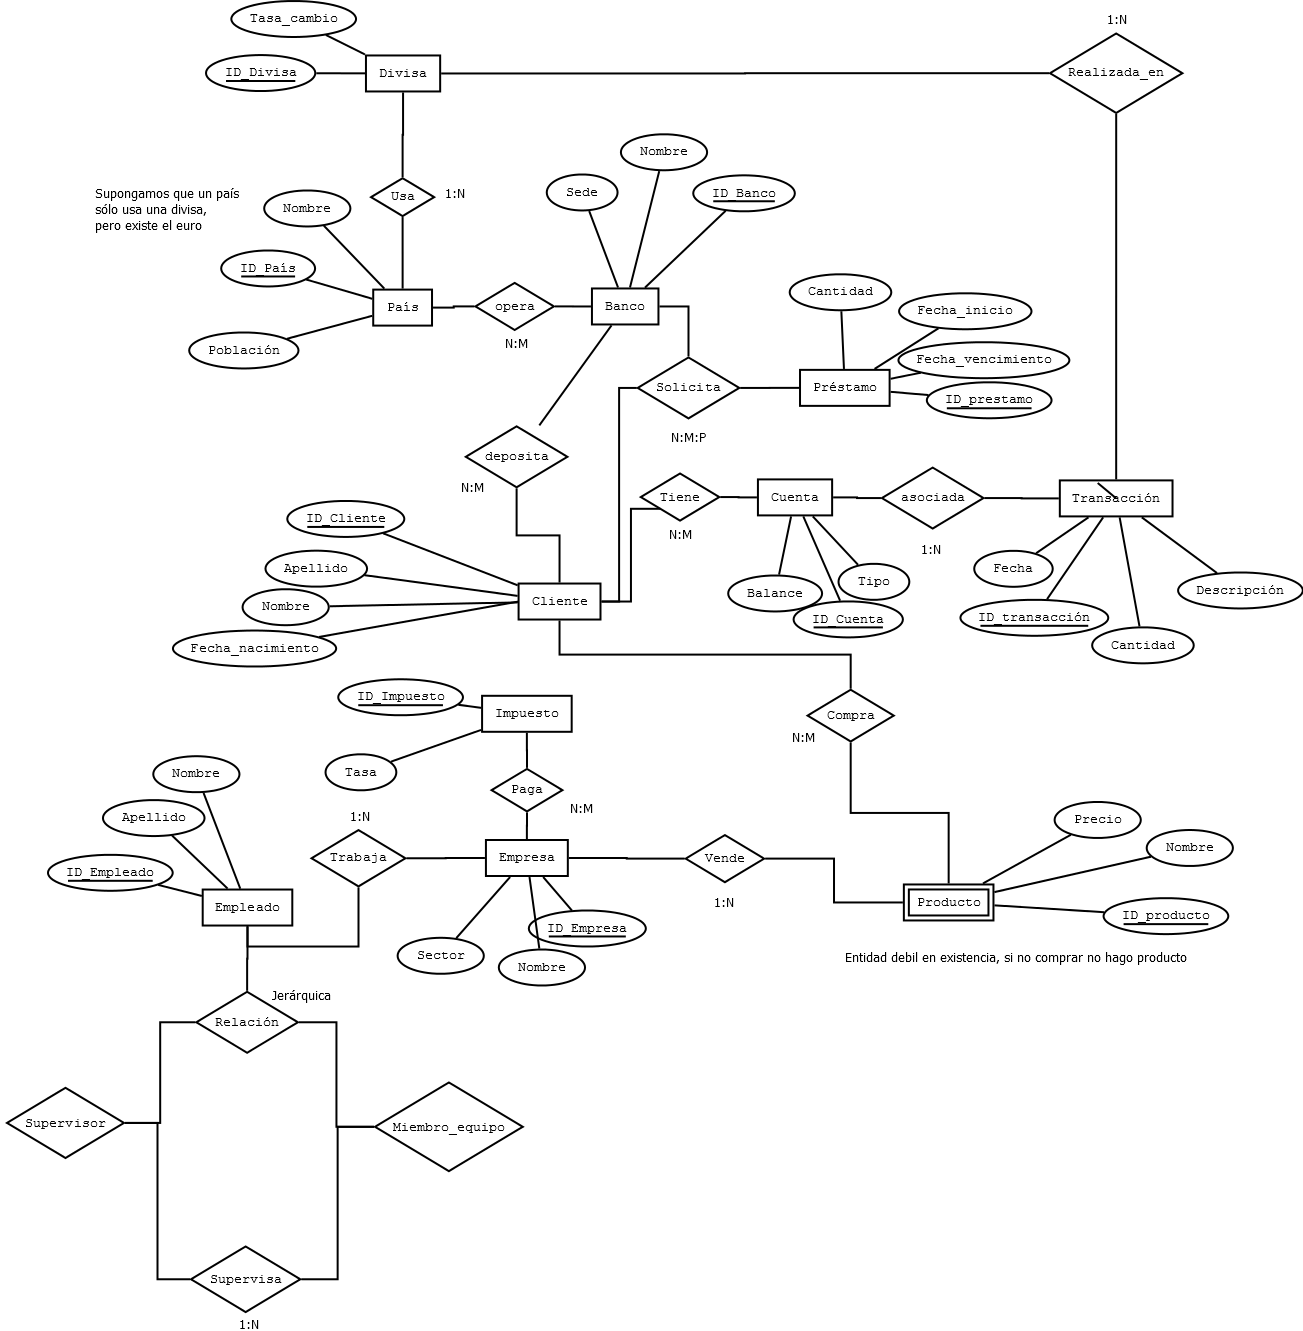 Tasa_cambio
1:N
ID_Divisa
Divisa
Realizada_en
Nombre
Supongamos que un país
sólo usa una divisa,
pero existe el euro
Usa
1:N
Sede
ID_Banco
Nombre
ID_País
País
opera
Banco
Cantidad
Fecha_inicio
N:M
Población
Fecha_vencimiento
Solicita
Préstamo
ID_prestamo
N:M:P
deposita
N:M
Tiene
Cuenta
asociada
Transacción
ID_Cliente
N:M
1:N
Apellido
Fecha
Tipo
Descripción
Nombre
Cliente
Balance
ID_Cuenta
ID_transacción
Fecha_nacimiento
Cantidad
ID_Impuesto
Impuesto
Compra
N:M
Nombre
Tasa
Paga
N:M
Apellido
1:N
Precio
ID_Empleado
Trabaja
Empresa
Vende
Nombre
1:N
Empleado
Producto
ID_producto
Sector
ID_Empresa
Nombre
Entidad debil en existencia, si no comprar no hago producto
Jerárquica
Relación
Supervisor
Miembro_equipo
Supervisa
1:N